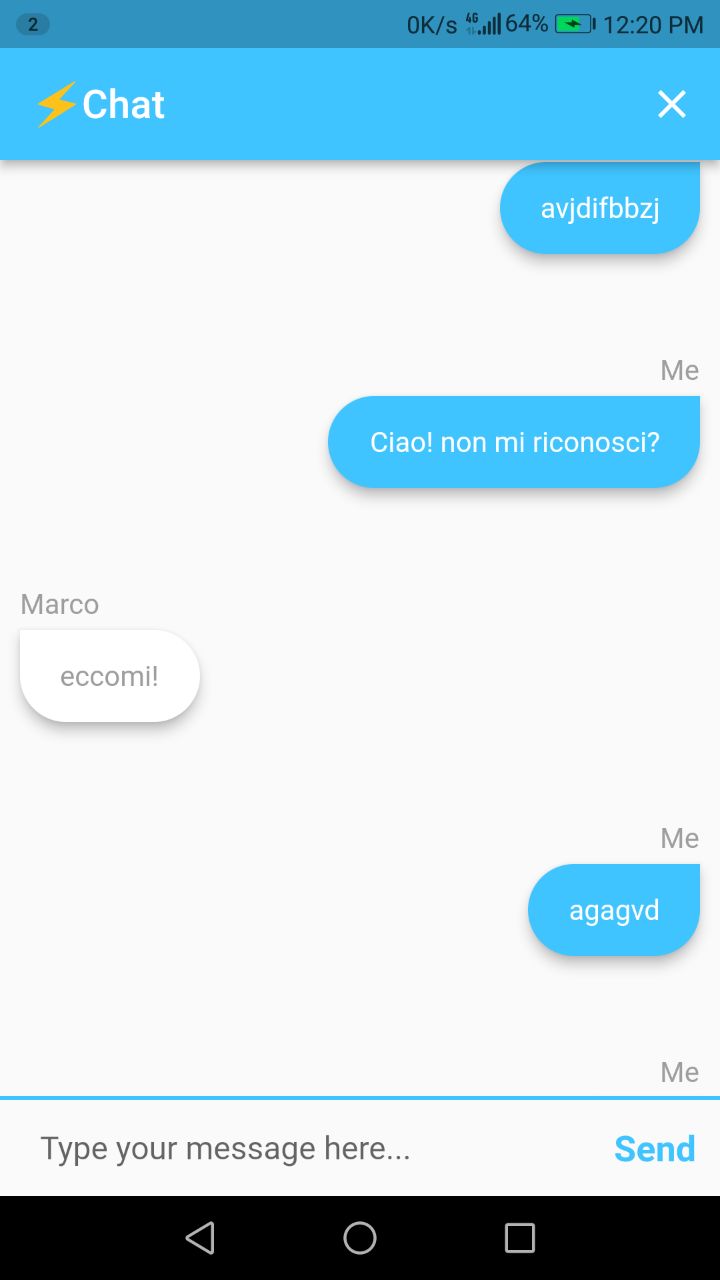 2 0K/s 4G 64% 12:20 PM
⚡Chat
avjdifbbzj
Me
Ciao! non mi riconosci?
Marco
eccomi!
Me
agagvd
Me
Type your message here... Send